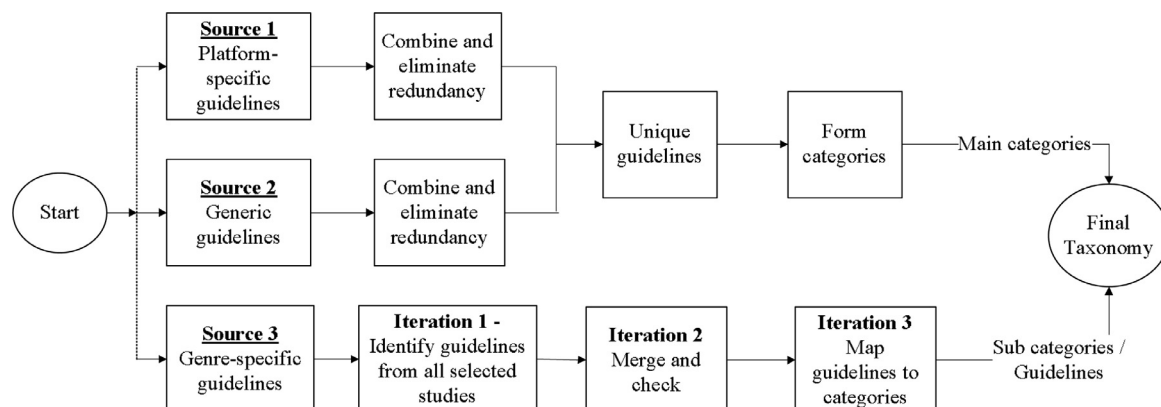 Start
Source 1
Platform-
specific
guidelines
Combine and
eliminate
redundancy
Source 2
Generic
guidelines
Combine and
eliminate
redundancy
Unique
guidelines
Form
categories
Main categories
Source 3
Genre-specific
guidelines
Iteration 1 -
Identify guidelines
from all selected
studies
Iteration 2
Merge and
check
Iteration 3
Map
guidelines to
categories
Sub categories /
Guidelines
Final
Taxonomy